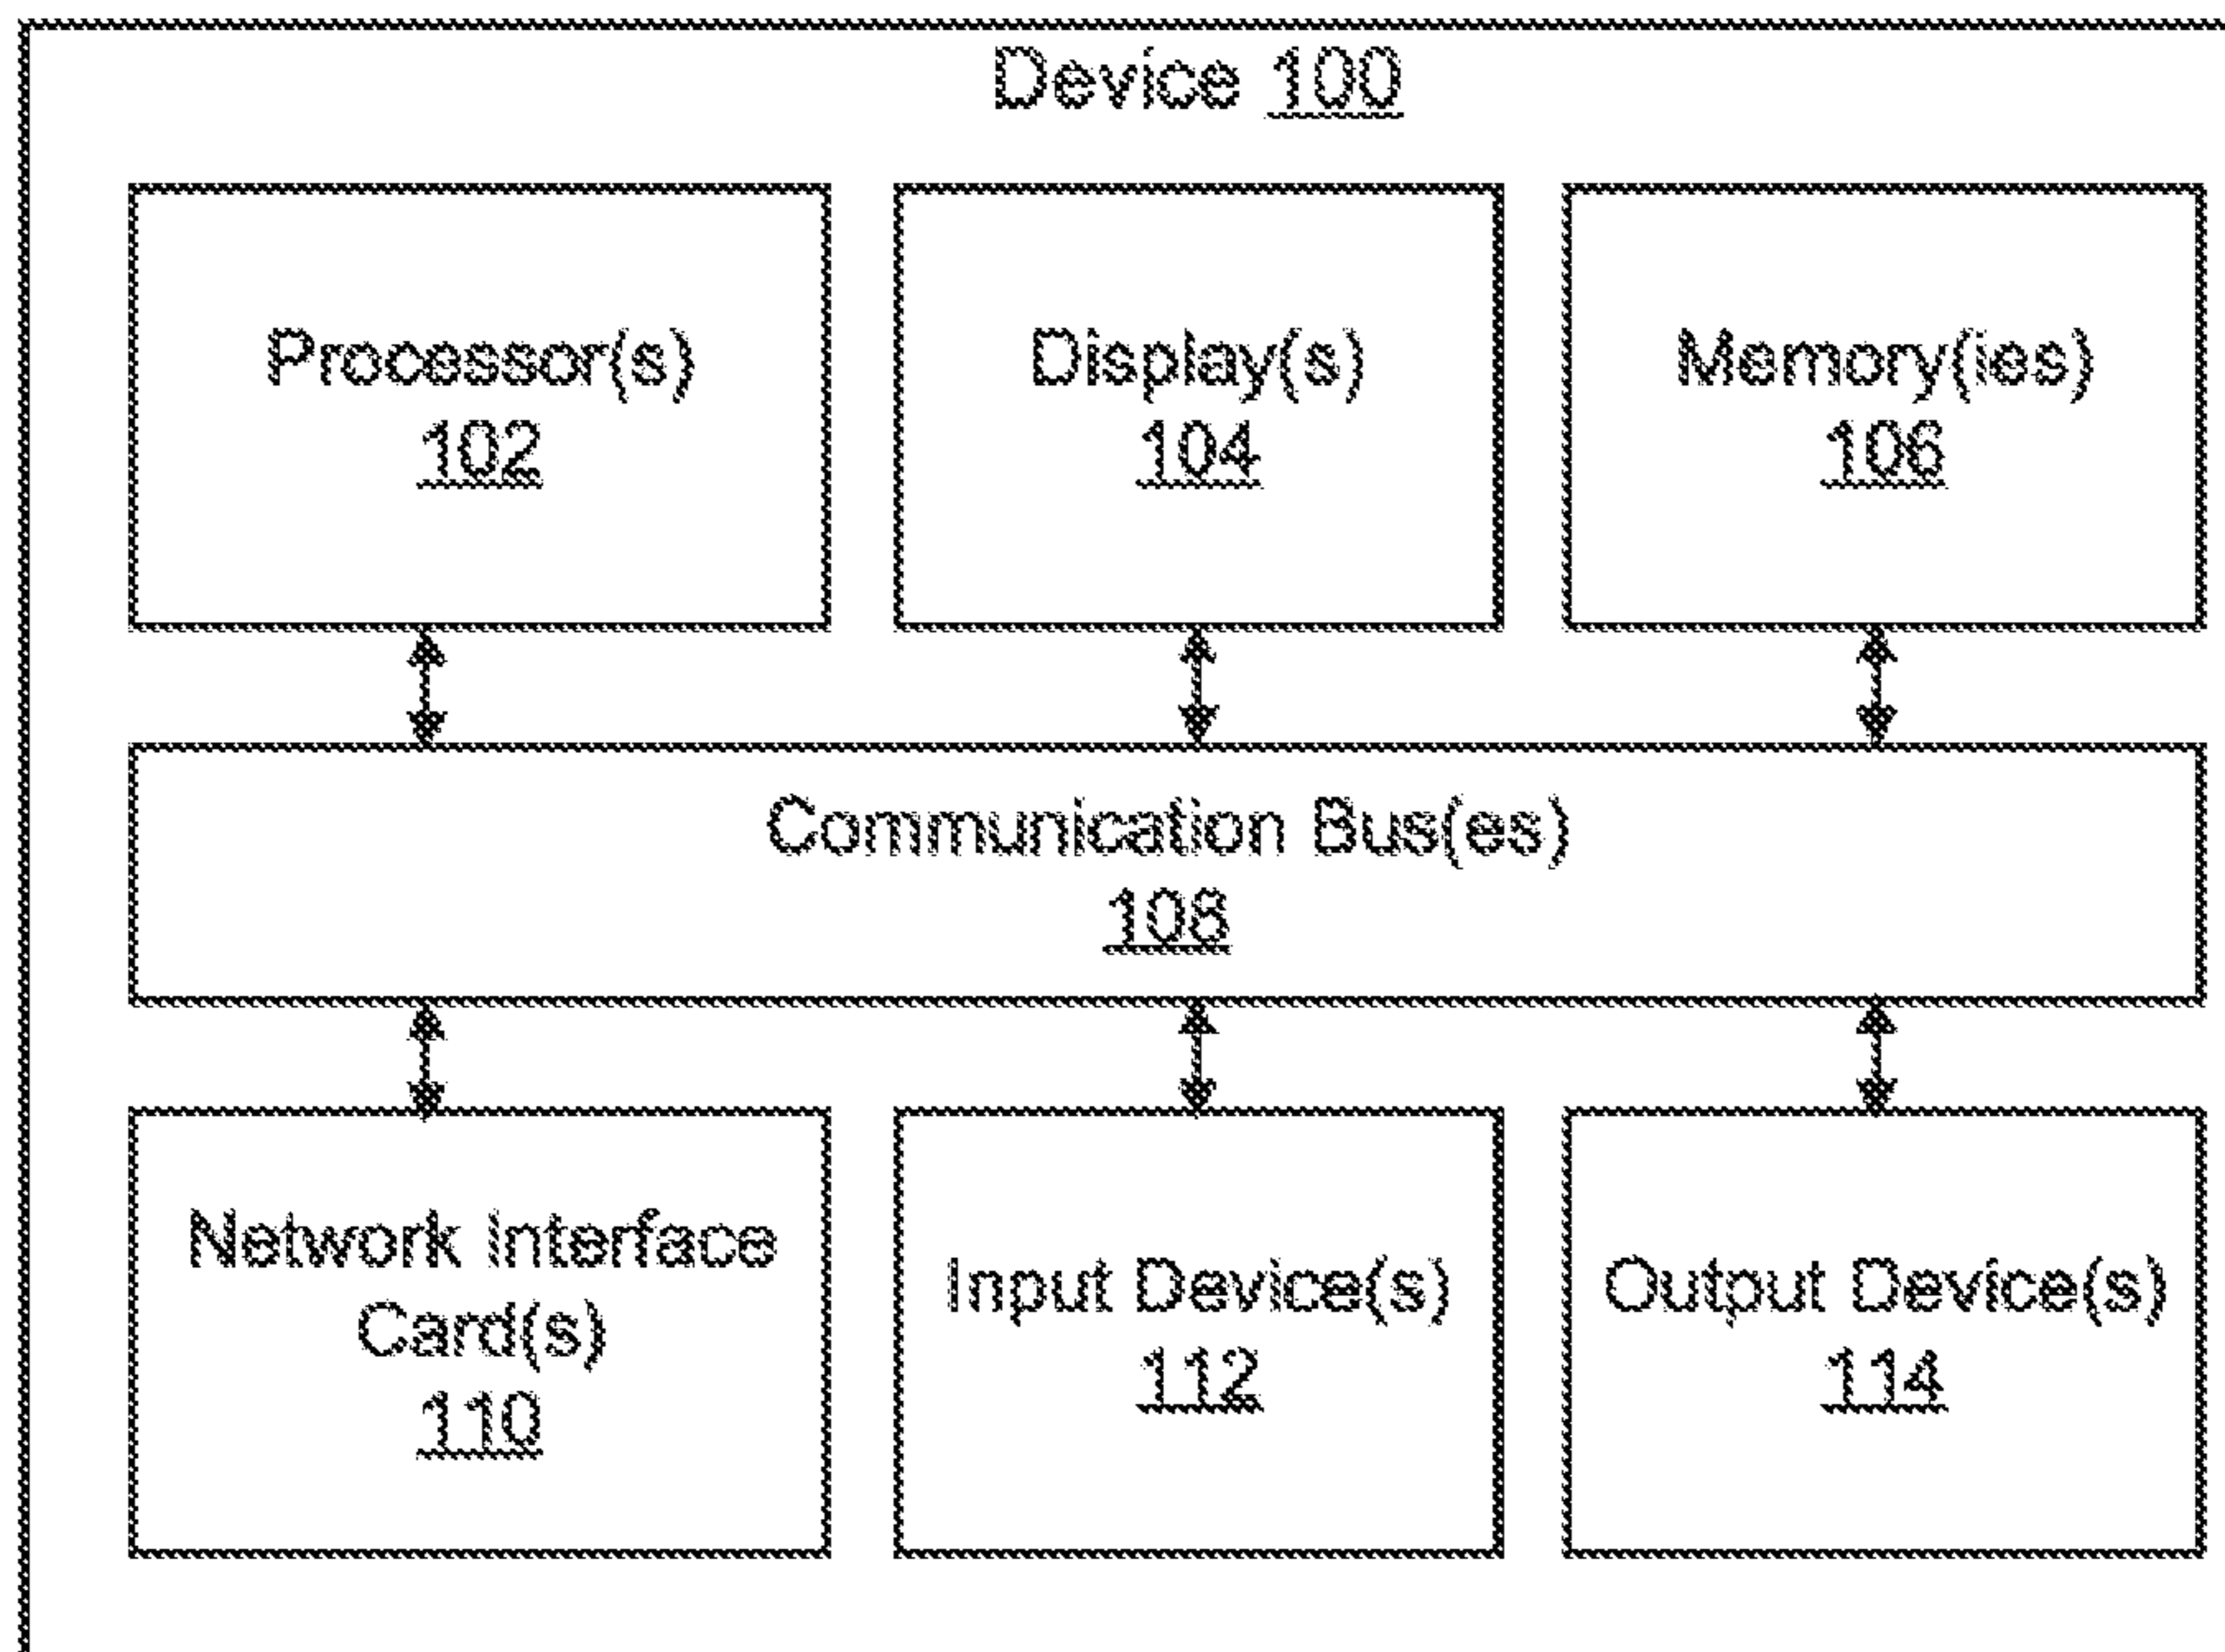 Device 100
Processor(s)
102
Display(s)
104
Memory(ies)
106
Communication Bus(es)
108
Network Interface
Card(s)
110
Input Device(s)
112
Output Device(s)
114